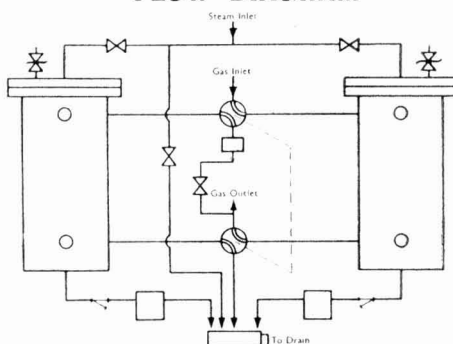 FLOW DIAGRAM
Steam Inlet
Gas Inlet
Gas Outlet
To Drain